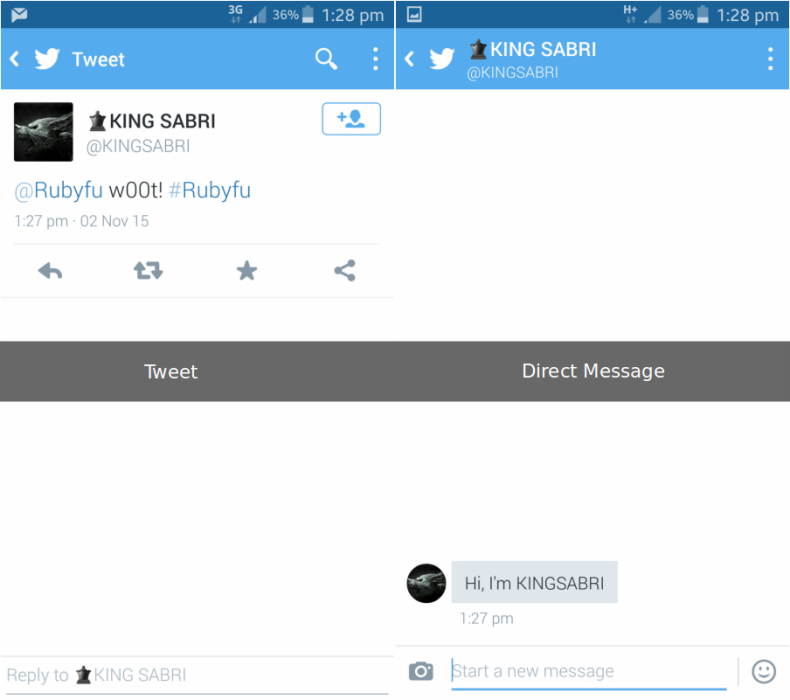 3G 36% 1:28 pm
Tweet
KING SABRI
@KINGSABRI
@Rubyfu w00t! #Rubyfu
1:27 pm · 02 Nov 15
Tweet
Reply to KING SABRI
H+ 36% 1:28 pm
KING SABRI
@KINGSABRI
Direct Message
Hi, I'm KINGSABRI
1:27 pm
Start a new message